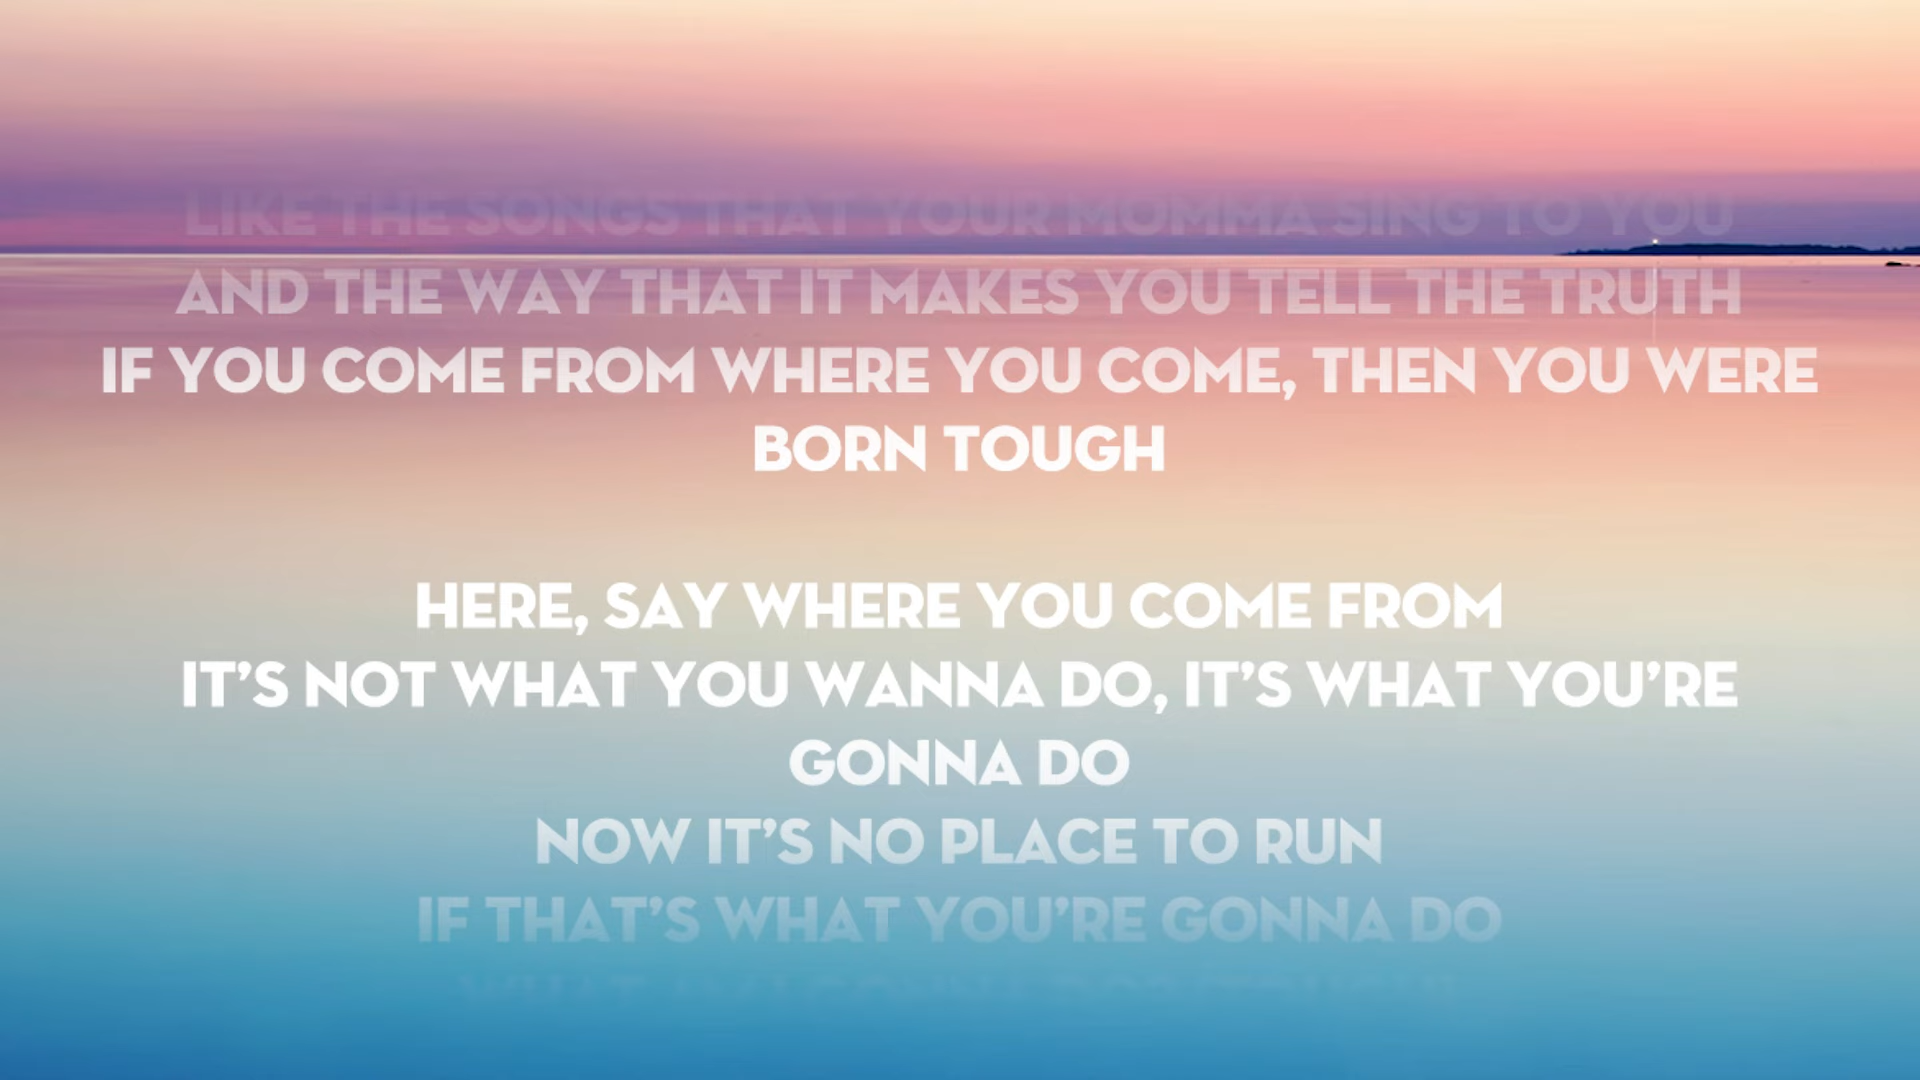 LIKE THE SONGS THAT YOUR MOMMA SING TO YOU
AND THE WAY THAT IT MAKES YOU TELL THE TRUTH
IF YOU COME FROM WHERE YOU COME, THEN YOU WERE
BORN TOUGH
HERE, SAY WHERE YOU COME FROM
IT’S NOT WHAT YOU WANNA DO, IT’S WHAT YOU’RE
GONNA DO
NOW IT’S NO PLACE TO RUN
IF THAT’S WHAT YOU’RE GONNA DO